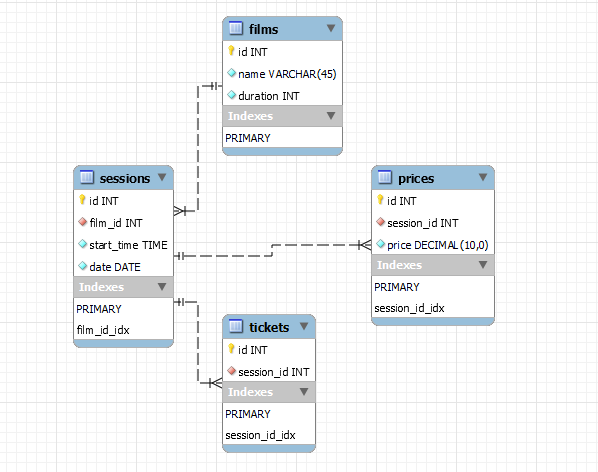 films
id INT
name VARCHAR(45)
duration INT
Indexes
PRIMARY
sessions
id INT
film_id INT
start_time TIME
date DATE
Indexes
PRIMARY
film_id_idx
prices
id INT
session_id INT
price DECIMAL(10,0)
Indexes
PRIMARY
session_id_idx
tickets
id INT
session_id INT
Indexes
PRIMARY
session_id_idx